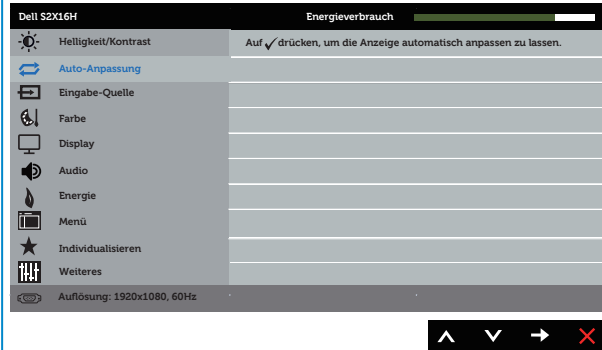 Dell S2X16H Energieverbrauch
Helligkeit/Kontrast
Auf ✓ drücken, um die Anzeige automatisch anpassen zu lassen.
Auto-Anpassung
Eingabe-Quelle
Farbe
Display
Audio
Energie
Menü
Individualisieren
Weiteres
Auflösung: 1920x1080, 60Hz